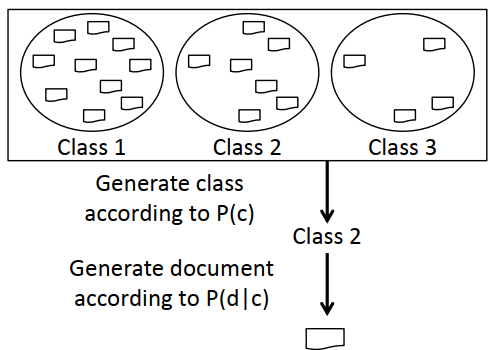 Class 1
Class 2
Class 3
Generate class
according to P(c)
Class 2
Generate document
according to P(d|c)